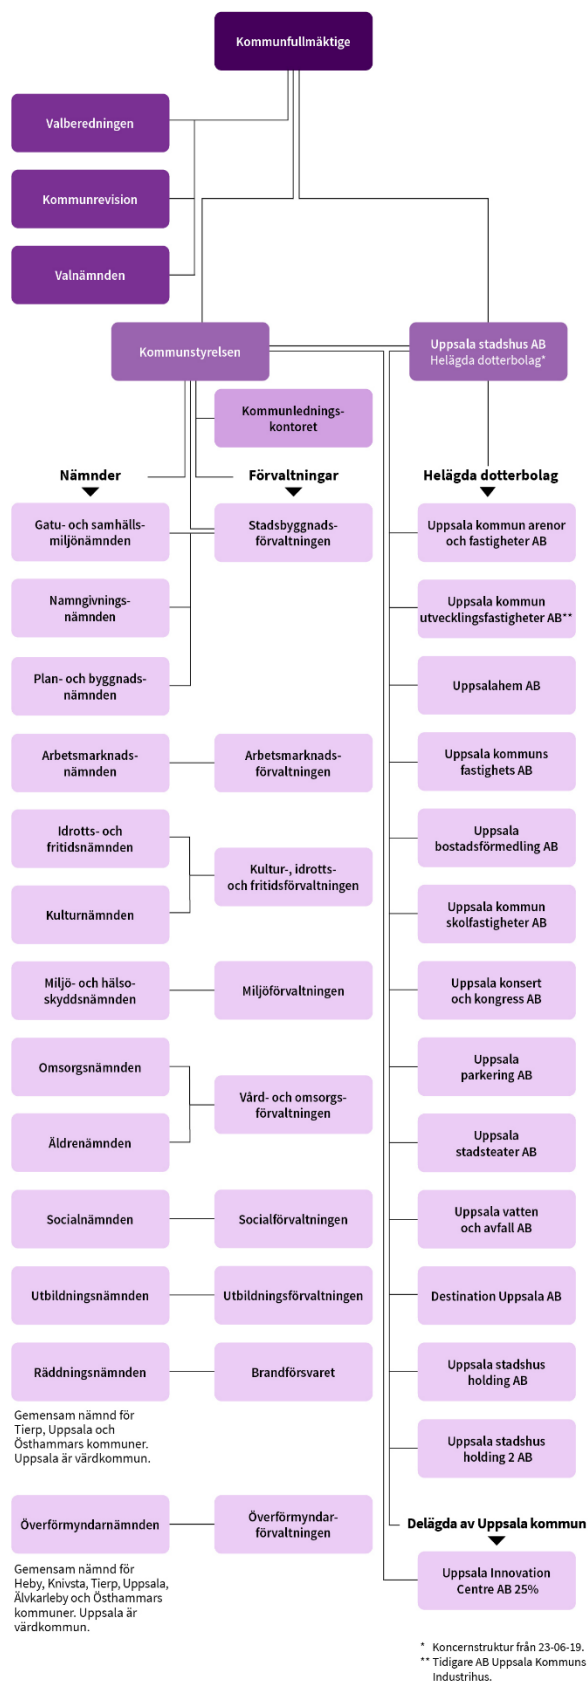 Kommunfullmäktige
Valberedningen
Kommunrevision
Valnämnden
Kommunstyrelsen
Uppsala stadshus AB
Helägda dotterbolag*
Kommunlednings-
kontoret
Nämnder
Förvaltningar
Helägda dotterbolag
Gatu- och samhälls-
miljönämnden
Stadsbyggnads-
förvaltningen
Uppsala kommun arenor
och fastigheter AB
Namngivnings-
nämnden
Uppsala kommun
utvecklingsfastigheter AB**
Plan- och byggnads-
nämnden
Uppsalahem AB
Arbetsmarknads-
nämnden
Arbetsmarknads-
förvaltningen
Uppsala kommuns
fastighets AB
Idrotts- och
fritidsnämnden
Kultur-, idrotts-
och fritidsförvaltningen
Uppsala
bostadsförmedling AB
Kulturnämnden
Uppsala kommun
skolfastigheter AB
Miljö- och hälso-
skyddsnämnden
Miljöförvaltningen
Uppsala konsert
och kongress AB
Omsorgsnämnden
Vård- och omsorgs-
förvaltningen
Uppsala
parkering AB
Äldrenämnden
Uppsala
stadsteater AB
Socialnämnden
Socialförvaltningen
Uppsala vatten
och avfall AB
Utbildningsnämnden
Utbildningsförvaltningen
Destination Uppsala AB
Räddningsnämnden
Brandförsvaret
Uppsala stadshus
holding AB
Gemensam nämnd för
Tierp, Uppsala och
Östhammars kommuner.
Uppsala är värdkommun.
Uppsala stadshus
holding 2 AB
Överförmyndarnämnden
Överförmyndar-
förvaltningen
Delägda av Uppsala kommun
Gemensam nämnd för
Heby, Knivsta, Tierp, Uppsala,
Älvkarleby och Östhammars
kommuner. Uppsala är
värdkommun.
Uppsala Innovation
Centre AB 25%
* Koncernstruktur från 23-06-19.
** Tidigare AB Uppsala Kommuns
Industrihus.